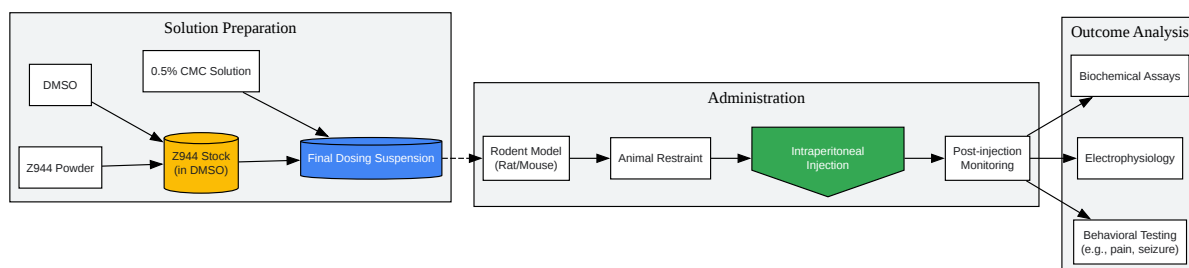 Solution Preparation
DMSO
0.5% CMC Solution
Z944 Powder
Z944 Stock
(in DMSO)
Final Dosing Suspension
Administration
Rodent Model
(Rat/Mouse)
Animal Restraint
Intraperitoneal
Injection
Post-injection
Monitoring
Outcome Analysis
Biochemical Assays
Electrophysiology
Behavioral Testing
(e.g., pain, seizure)